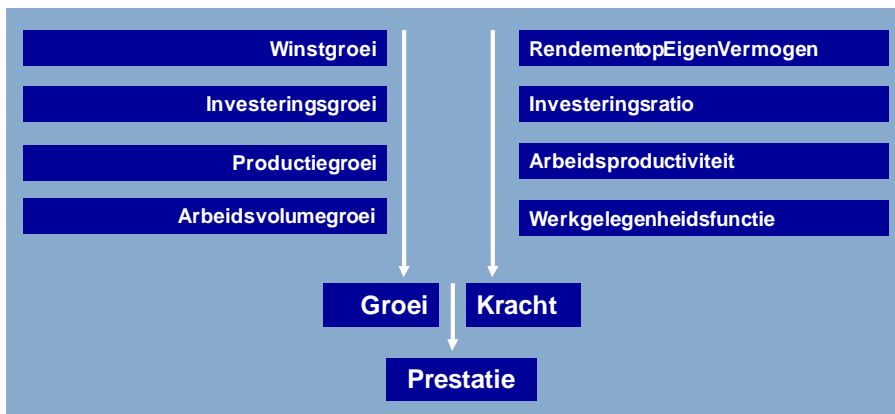 Winstgroei
Investeringsgroei
Productiegroei
Arbeidsvolumegroei
RendementopEigenVermogen
Investeringsratio
Arbeidsproductiviteit
Werkgelegenheidsfunctie
Groei
Kracht
Prestatie